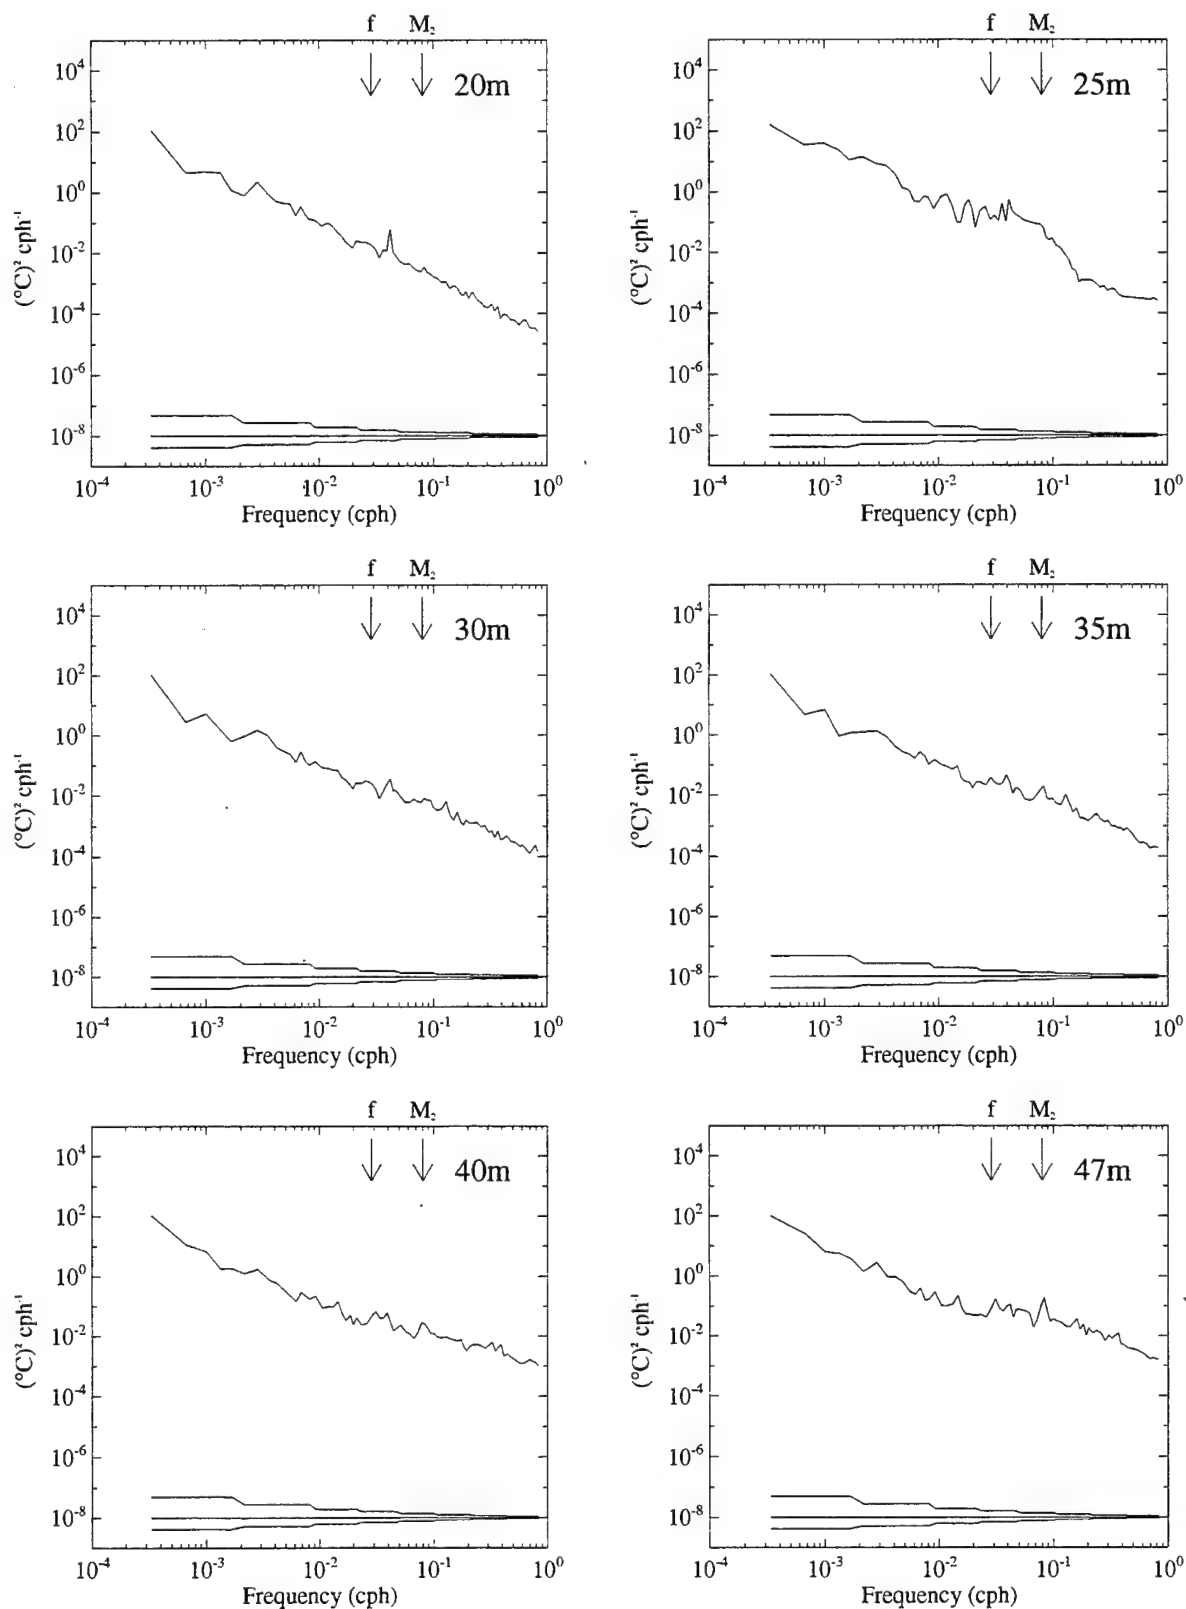 f M₂ f M₂
20m 25m
10⁴ 10⁴
10² 10²
10⁰ 10⁰
10⁻² 10⁻²
10⁻⁴ 10⁻⁴
10⁻⁶ 10⁻⁶
10⁻⁸ 10⁻⁸
(°C)² cph⁻¹ (°C)² cph⁻¹
10⁻⁴ 10⁻³ 10⁻² 10⁻¹ 10⁰ 10⁻⁴ 10⁻³ 10⁻² 10⁻¹ 10⁰
Frequency (cph) Frequency (cph)
f M₂ f M₂
30m 35m
10⁴ 10⁴
10² 10²
10⁰ 10⁰
10⁻² 10⁻²
10⁻⁴ 10⁻⁴
10⁻⁶ 10⁻⁶
10⁻⁸ 10⁻⁸
(°C)² cph⁻¹ (°C)² cph⁻¹
10⁻⁴ 10⁻³ 10⁻² 10⁻¹ 10⁰ 10⁻⁴ 10⁻³ 10⁻² 10⁻¹ 10⁰
Frequency (cph) Frequency (cph)
f M₂ f M₂
40m 47m
10⁴ 10⁴
10² 10²
10⁰ 10⁰
10⁻² 10⁻²
10⁻⁴ 10⁻⁴
10⁻⁶ 10⁻⁶
10⁻⁸ 10⁻⁸
(°C)² cph⁻¹ (°C)² cph⁻¹
10⁻⁴ 10⁻³ 10⁻² 10⁻¹ 10⁰ 10⁻⁴ 10⁻³ 10⁻² 10⁻¹ 10⁰
Frequency (cph) Frequency (cph)